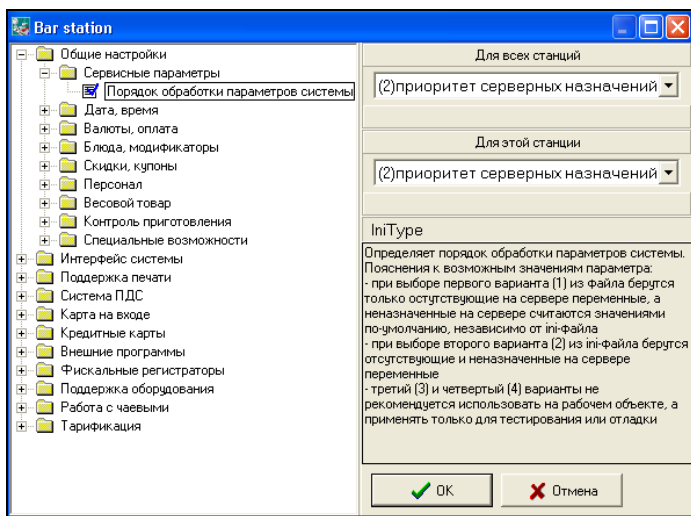 Bar station
Общие настройки
Сервисные параметры
Порядок обработки параметров системы
Дата, время
Валюты, оплата
Блюда, модификаторы
Скидки, купоны
Персонал
Весовой товар
Контроль приготовления
Специальные возможности
Интерфейс системы
Поддержка печати
Система ПДС
Карта на входе
Кредитные карты
Внешние программы
Фискальные регистраторы
Поддержка оборудования
Работа с чаевыми
Тарификация
Для всех станций
(2)приоритет серверных назначений
Для этой станции
(2)приоритет серверных назначений
IniType
Определяет порядок обработки параметров системы.
Пояснения к возможным значениям параметра:
- при выборе первого варианта (1) из файла берутся
только остутствующие на сервере переменные, а
неназначенные на сервере считаются значениями
по-умолчанию, независимо от ini-файла
- при выборе второго варианта (2) из ini-файла берутся
отсутствующие и неназначенные на сервере
переменные
- третий (3) и четвертый (4) варианты не
рекомендуется использовать на рабочем объекте, а
применять только для тестирования или отладки
OK
Отмена